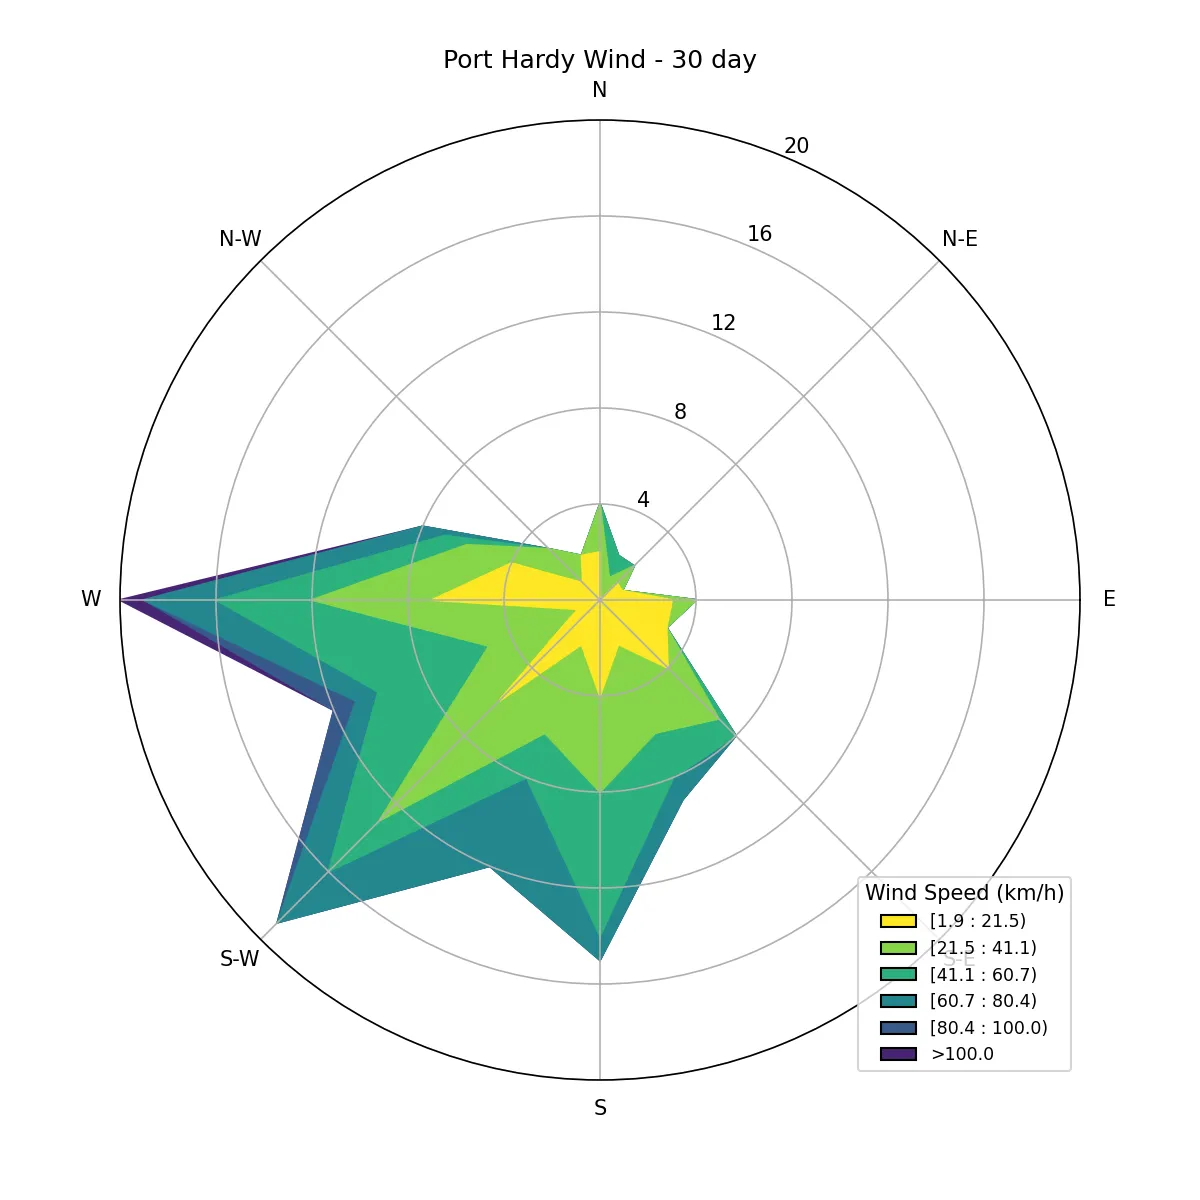 Port Hardy Wind - 30 day
N
20
N-W
N-E
16
12
8
4
W
E
S-W
S-E
S
Wind Speed (km/h)
[1.9 : 21.5)
[21.5 : 41.1)
[41.1 : 60.7)
[60.7 : 80.4)
[80.4 : 100.0)
>100.0